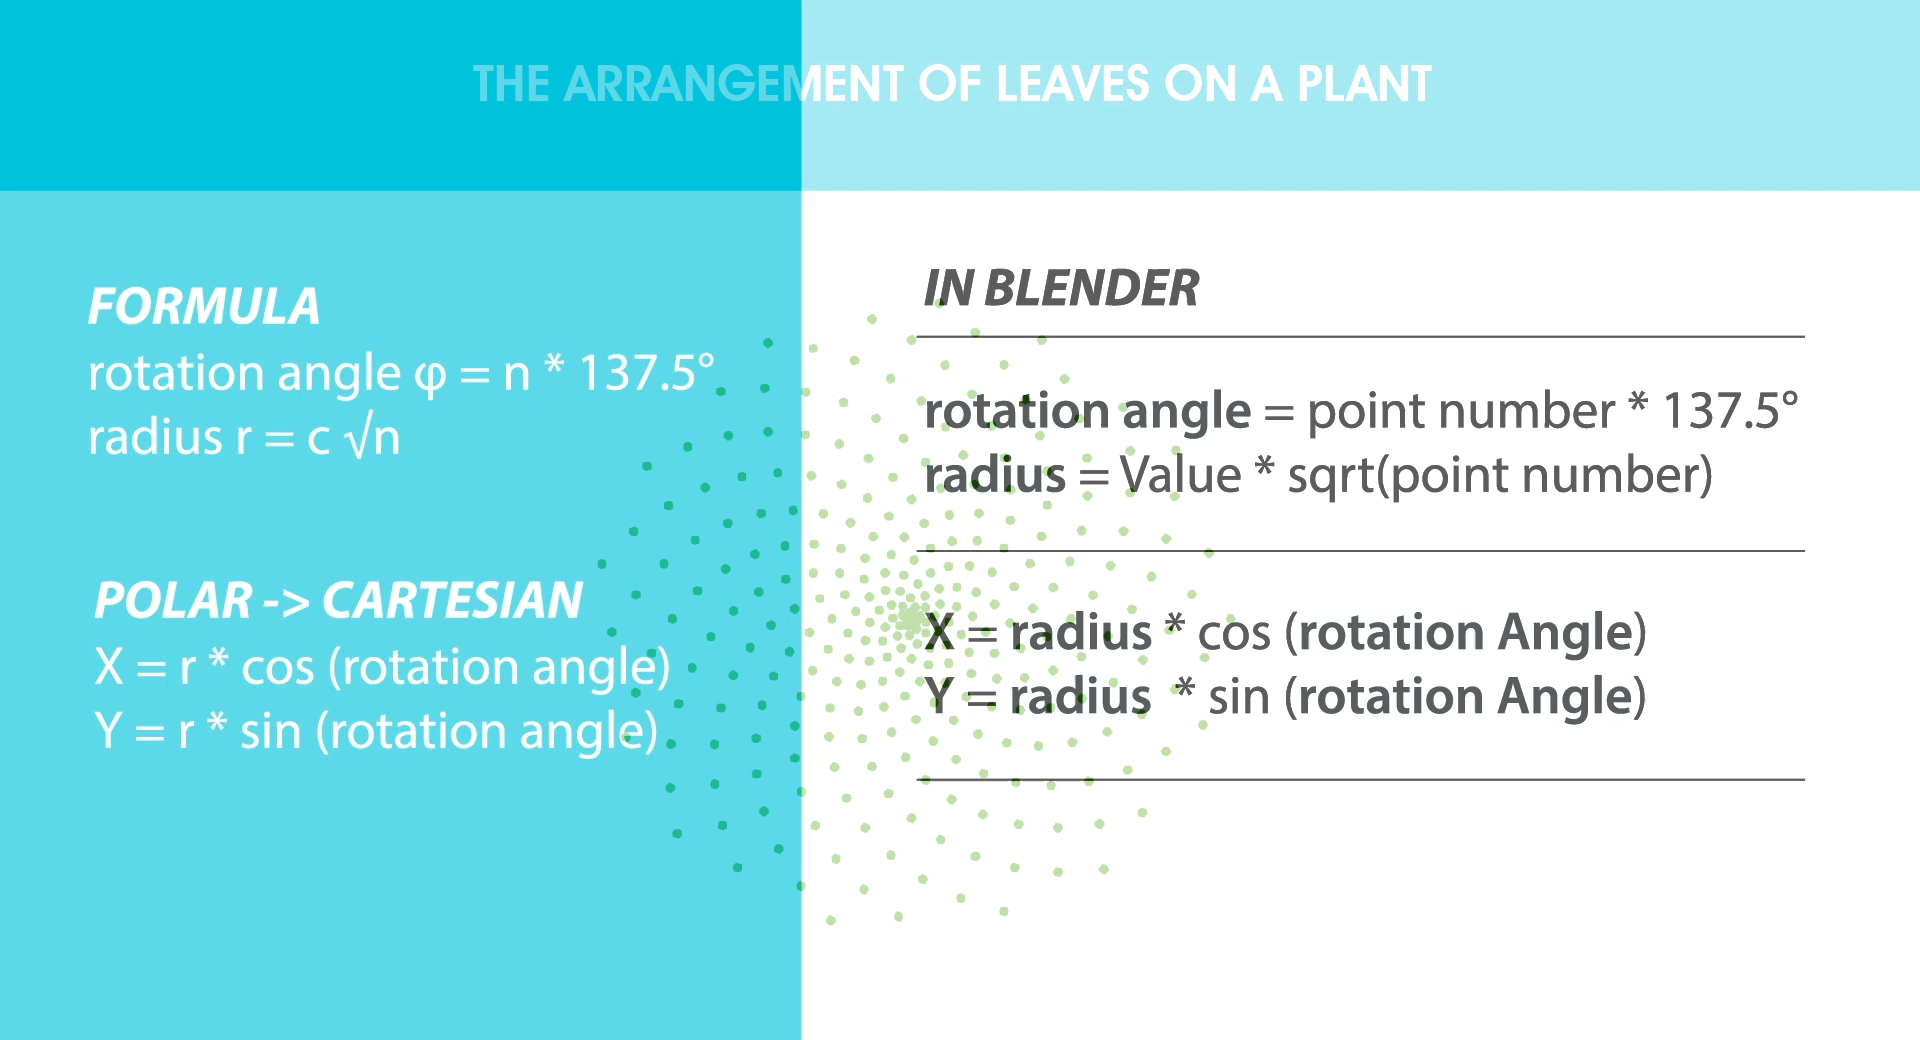 THE ARRANGEMENT OF LEAVES ON A PLANT
FORMULA
rotation angle φ = n * 137.5°
radius r = c √n
POLAR -> CARTESIAN
X = r * cos (rotation angle)
Y = r * sin (rotation angle)
IN BLENDER
rotation angle = point number * 137.5°
radius = Value * sqrt(point number)
X = radius * cos (rotation Angle)
Y = radius * sin (rotation Angle)